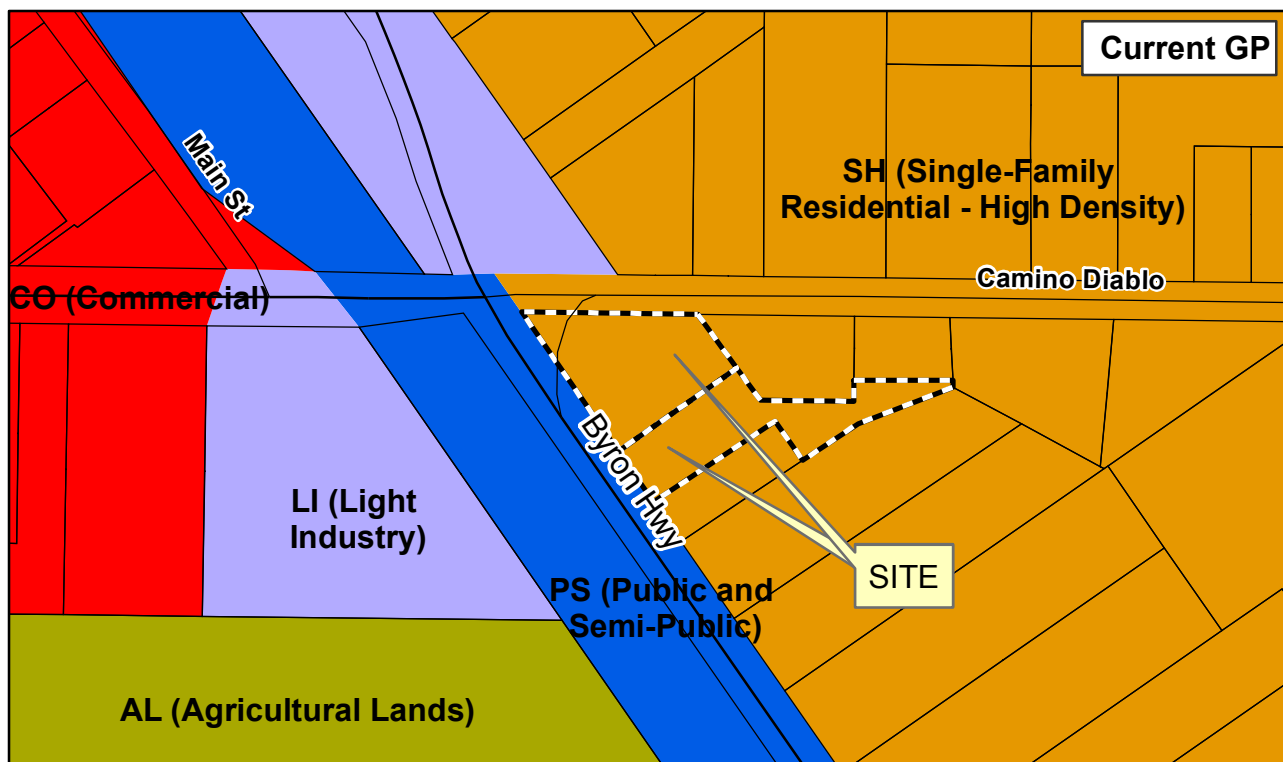 Current GP
Main St
SH (Single-Family
Residential - High Density)
Camino Diablo
CO (Commercial)
LI (Light
Industry)
Byron Hwy
SITE
PS (Public and
Semi-Public)
AL (Agricultural Lands)